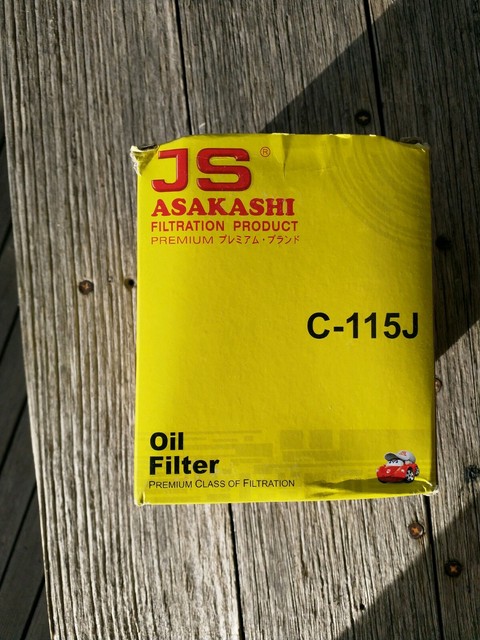 JS®
ASAKASHI
FILTRATION PRODUCT
PREMIUM プレミアム・ブランド
C-115J
Oil
Filter
PREMIUM CLASS OF FILTRATION